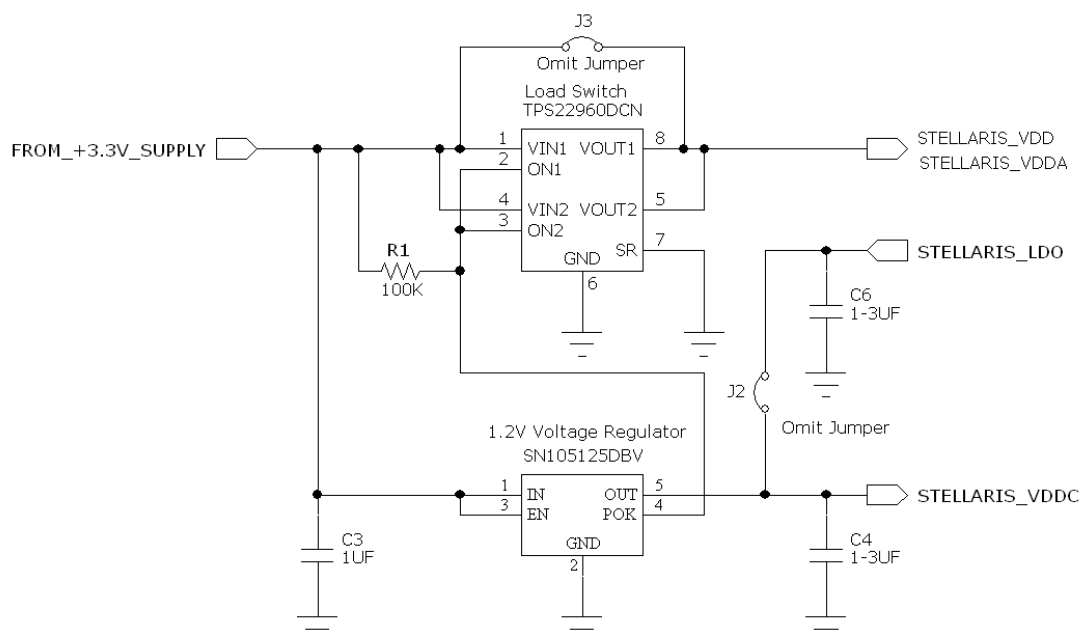 J3
Omit Jumper
Load Switch
TPS22960DCN
FROM_+3.3V_SUPPLY
1
VIN1
VOUT1
8
STELLARIS_VDD
2
ON1
STELLARIS_VDDA
4
VIN2
VOUT2
5
3
ON2
SR
7
R1
100K
GND
6
STELLARIS_LDO
C6
1-3UF
J2
Omit Jumper
1.2V Voltage Regulator
SN105125DBV
1
IN
OUT
5
STELLARIS_VDDC
3
EN
POK
4
GND
2
C3
1UF
C4
1-3UF